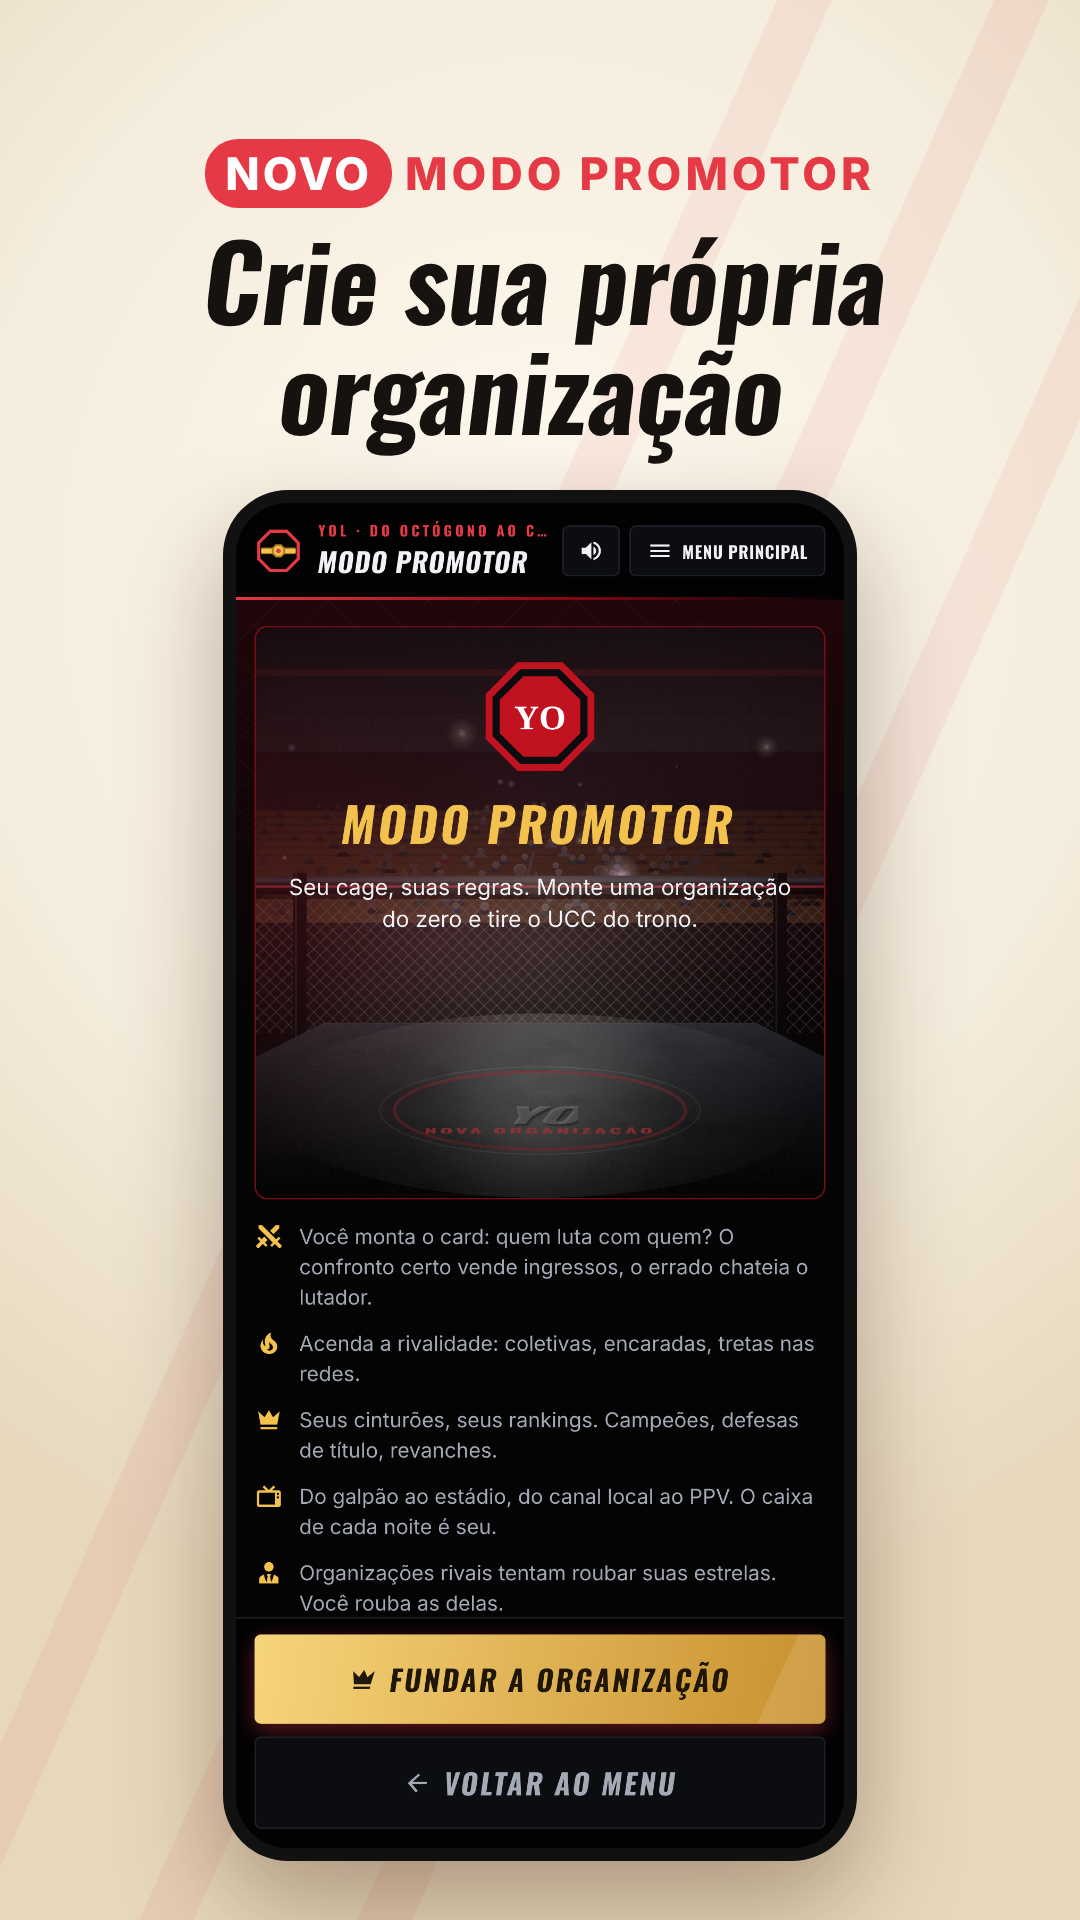 NOVO MODO PROMOTOR
Crie sua própria
organização
YOL · DO OCTÓGONO AO C...
MODO PROMOTOR
MENU PRINCIPAL
YO
MODO PROMOTOR
Seu cage, suas regras. Monte uma organização
do zero e tire o UCC do trono.
YO
NOVA ORGANIZAÇÃO
Você monta o card: quem luta com quem? O
confronto certo vende ingressos, o errado chateia o
lutador.
Acenda a rivalidade: coletivas, encaradas, tretas nas
redes.
Seus cinturões, seus rankings. Campeões, defesas
de título, revanches.
Do galpão ao estádio, do canal local ao PPV. O caixa
de cada noite é seu.
Organizações rivais tentam roubar suas estrelas.
Você rouba as delas.
FUNDAR A ORGANIZAÇÃO
VOLTAR AO MENU